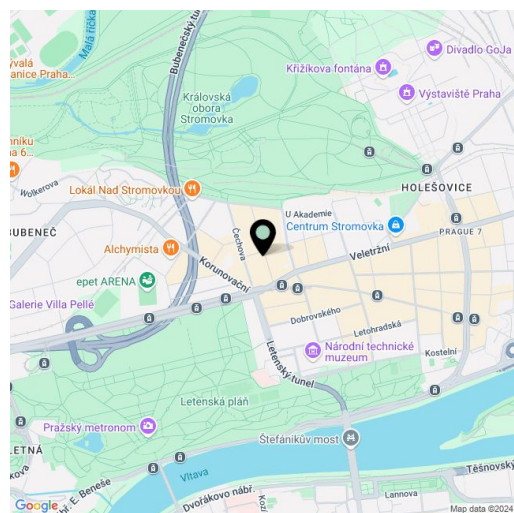 Malá říčka
Bubenečský tunel
Divadlo GoJa
Křižíkova fontána
Výstaviště Praha
Královská
obora
Stromovka
Wolkerova
Lokál Nad Stromovkou
HOLEŠOVICE
U Akademie
Centrum Stromovka
PRAGUE 7
Čechova
Alchymista
Korunovační
Veletržní
epet ARENA
Galerie Villa Pellé
Dobrovského
Letohradská
Národní technické
muzeum
Kostelní
Letenský tunel
Letenská pláň
Pražský metronom
Štefánikův most
Vltava
Dvořákovo nábř.
Lannova
Google
Map data ©2024